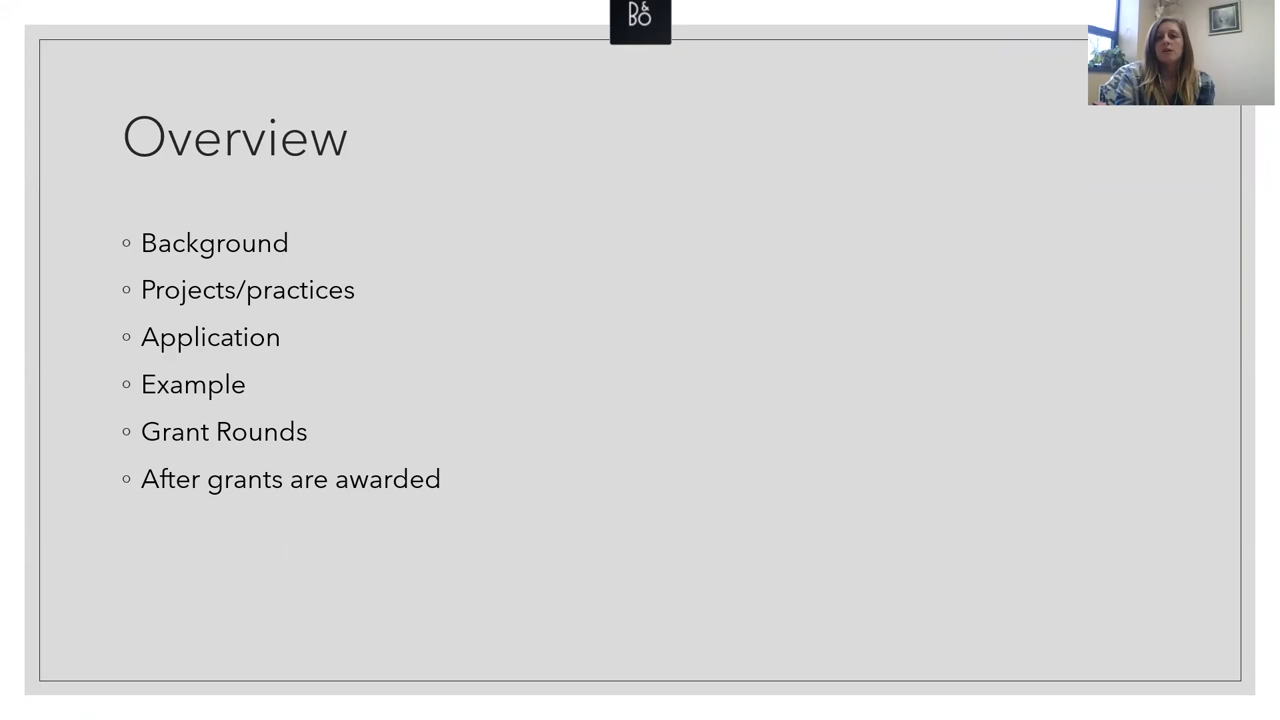 B&O
Overview
◦ Background
◦ Projects/practices
◦ Application
◦ Example
◦ Grant Rounds
◦ After grants are awarded